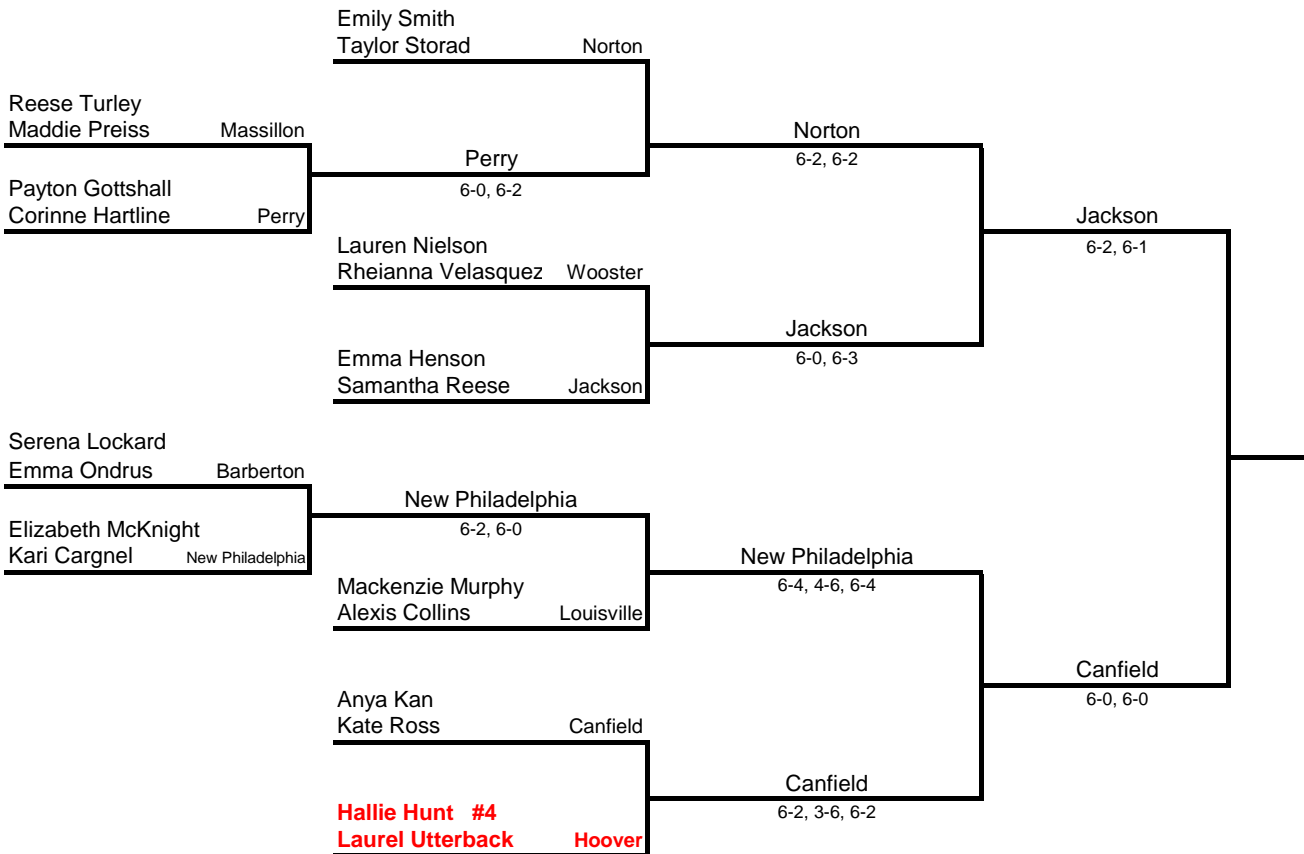 Emily Smith
Taylor Storad Norton
Reese Turley
Maddie Preiss Massillon
Norton
6-2, 6-2
Perry
6-0, 6-2
Payton Gottshall
Corinne Hartline Perry
Jackson
6-2, 6-1
Lauren Nielson
Rheianna Velasquez Wooster
Jackson
6-0, 6-3
Emma Henson
Samantha Reese Jackson
Serena Lockard
Emma Ondrus Barberton
New Philadelphia
6-2, 6-0
Elizabeth McKnight
Kari Cargnel New Philadelphia
New Philadelphia
6-4, 4-6, 6-4
Mackenzie Murphy
Alexis Collins Louisville
Canfield
6-0, 6-0
Anya Kan
Kate Ross Canfield
Canfield
6-2, 3-6, 6-2
Hallie Hunt #4
Laurel Utterback Hoover